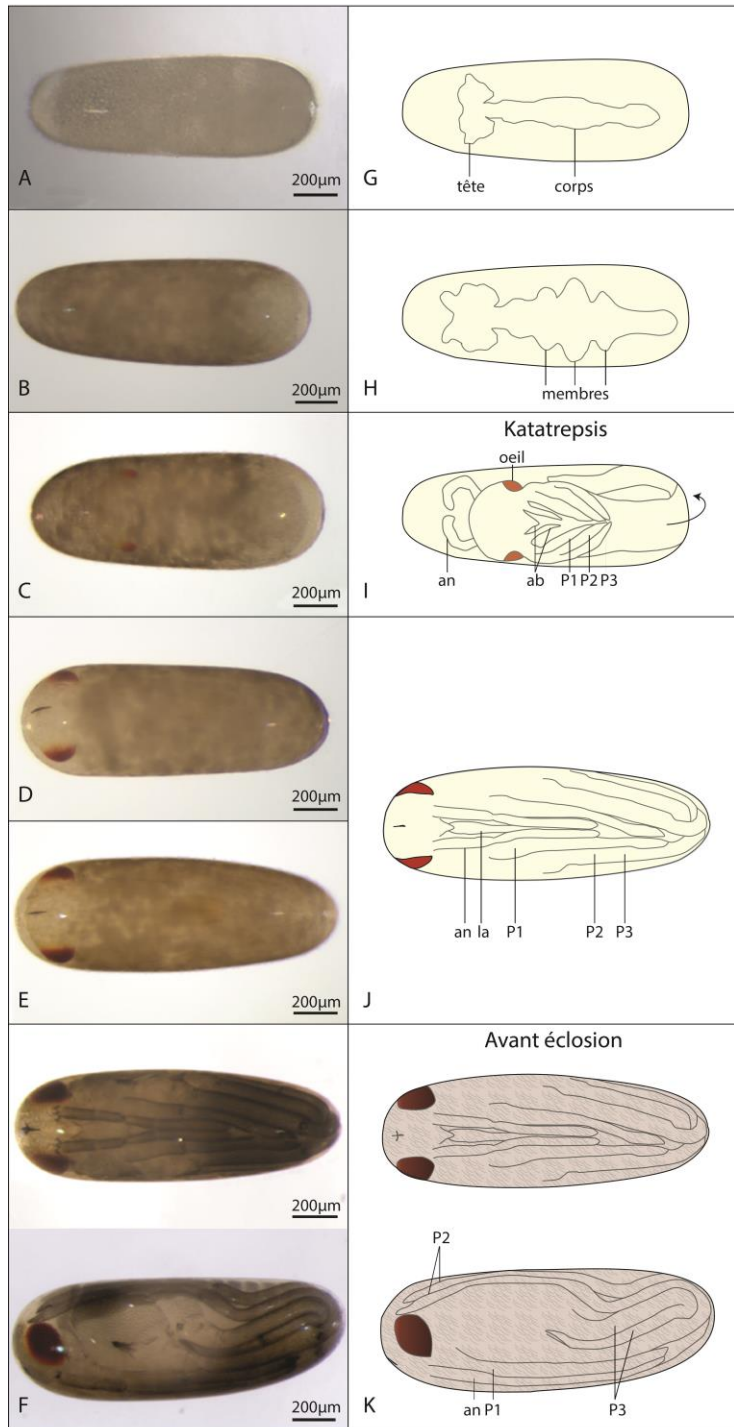 A
200µm
G
tête
corps
B
200µm
H
membres
C
200µm
Katatrepsis
oeil
an
ab
P1 P2 P3
I
D
200µm
E
200µm
an la P1 P2 P3
J
Avant éclosion
200µm
P2
F
200µm
K
an P1 P3